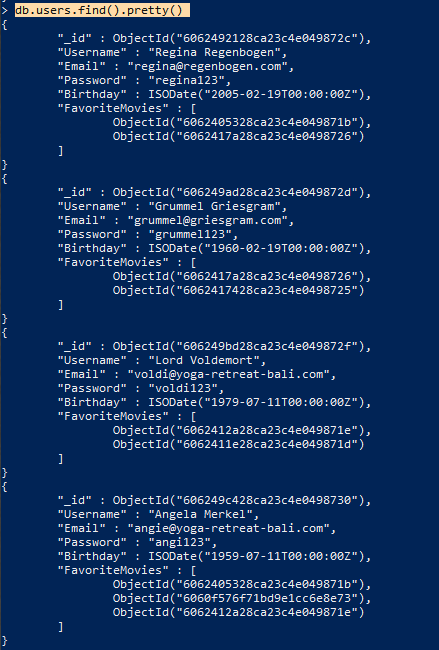 > db.users.find().pretty()
{
"_id" : ObjectId("6062492128ca23c4e049872c"),
"Username" : "Regina Regenbogen",
"Email" : "regina@regenbogen.com",
"Password" : "regina123",
"Birthday" : ISODate("2005-02-19T00:00:00Z"),
"FavoriteMovies" : [
ObjectId("6062405328ca23c4e049871b"),
ObjectId("6062417a28ca23c4e0498726")
]
}
{
"_id" : ObjectId("606249ad28ca23c4e049872d"),
"Username" : "Grummel Griesgram",
"Email" : "grummel@griesgram.com",
"Password" : "grummel123",
"Birthday" : ISODate("1960-02-19T00:00:00Z"),
"FavoriteMovies" : [
ObjectId("6062417a28ca23c4e0498726"),
ObjectId("6062417428ca23c4e0498725")
]
}
{
"_id" : ObjectId("606249bd28ca23c4e049872f"),
"Username" : "Lord Voldemort",
"Email" : "voldi@yoga-retreat-bali.com",
"Password" : "voldi123",
"Birthday" : ISODate("1979-07-11T00:00:00Z"),
"FavoriteMovies" : [
ObjectId("6062412a28ca23c4e049871e"),
ObjectId("6062411e28ca23c4e049871d")
]
}
{
"_id" : ObjectId("606249c428ca23c4e0498730"),
"Username" : "Angela Merkel",
"Email" : "angie@yoga-retreat-bali.com",
"Password" : "angi123",
"Birthday" : ISODate("1959-07-11T00:00:00Z"),
"FavoriteMovies" : [
ObjectId("6062405328ca23c4e049871b"),
ObjectId("6060f576f71bd9e1cc6e8e73"),
ObjectId("6062412a28ca23c4e049871e")
]
}